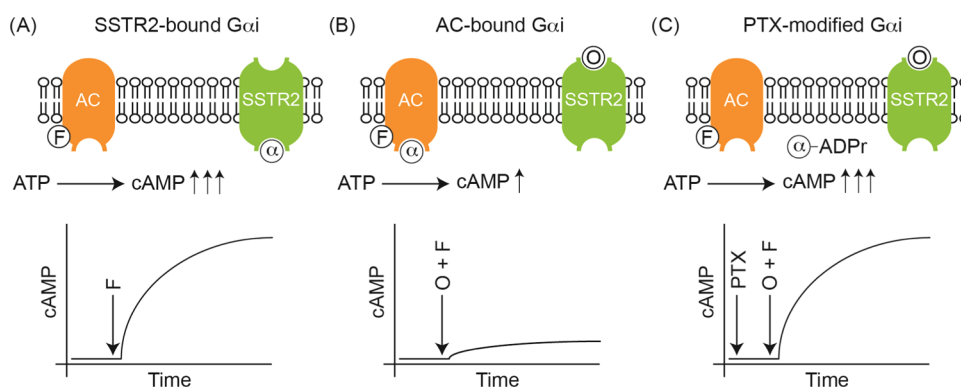 (A) SSTR2-bound Gαi
(B) AC-bound Gαi
(C) PTX-modified Gαi
AC
SSTR2
F
α
ATP cAMP ↑↑↑
O
AC
SSTR2
F
α
ATP cAMP ↑
O
AC
SSTR2
F
α-ADPr
ATP cAMP ↑↑↑
cAMP
F
Time
cAMP
O + F
Time
cAMP
PTX
O + F
Time